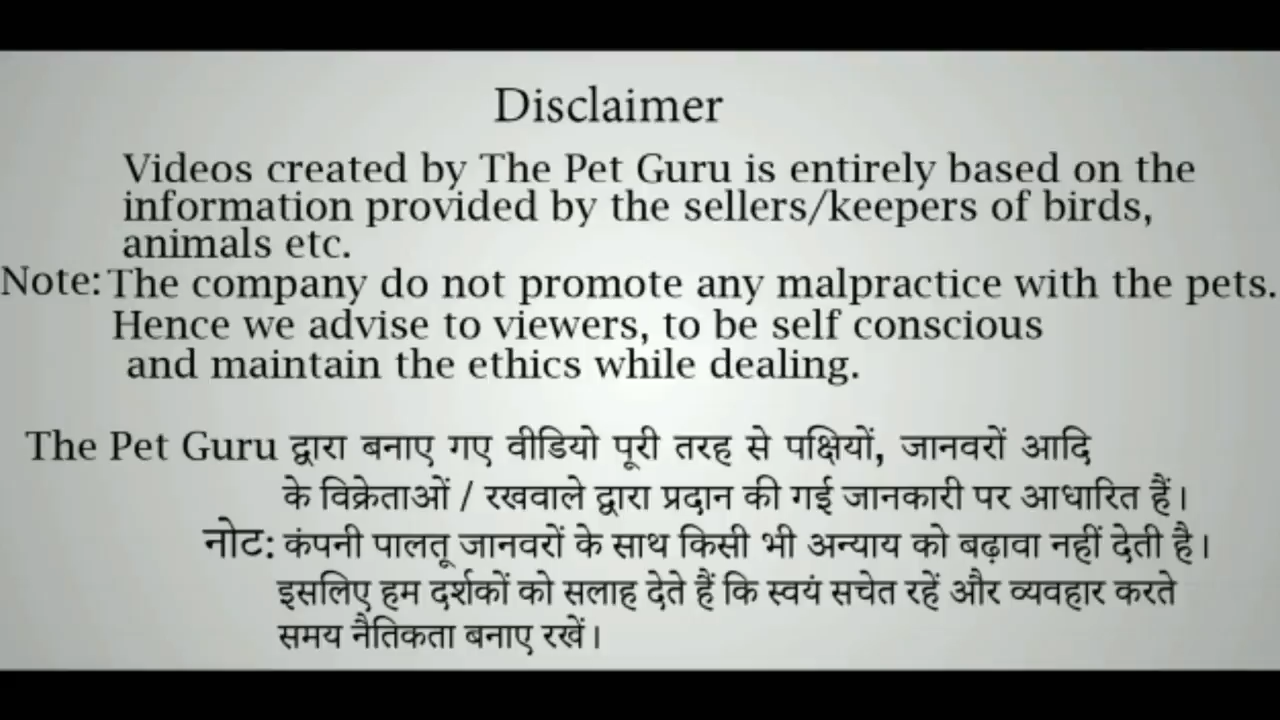 Disclaimer
Videos created by The Pet Guru is entirely based on the
information provided by the sellers/keepers of birds,
animals etc.
Note: The company do not promote any malpractice with the pets.
Hence we advise to viewers, to be self conscious
and maintain the ethics while dealing.
The Pet Guru द्वारा बनाए गए वीडियो पूरी तरह से पक्षियों, जानवरों आदि
के विक्रेताओं / रखवाले द्वारा प्रदान की गई जानकारी पर आधारित हैं।
नोट: कंपनी पालतू जानवरों के साथ किसी भी अन्याय को बढ़ावा नहीं देती है।
इसलिए हम दर्शकों को सलाह देते हैं कि स्वयं सचेत रहें और व्यवहार करते
समय नैतिकता बनाए रखें।